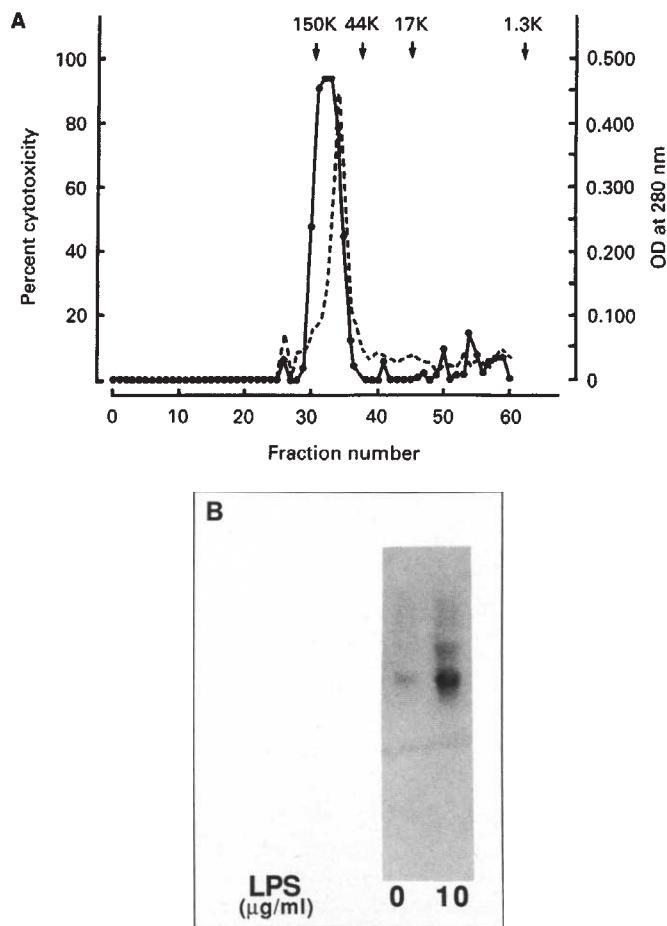 A
150K 44K 17K 1.3K
100
80
60
40
20
Percent cytotoxicity
0.500
0.400
0.300
0.200
0.100
0
OD at 280 nm
0 10 20 30 40 50 60
Fraction number
B
LPS
(μg/ml)
0 10